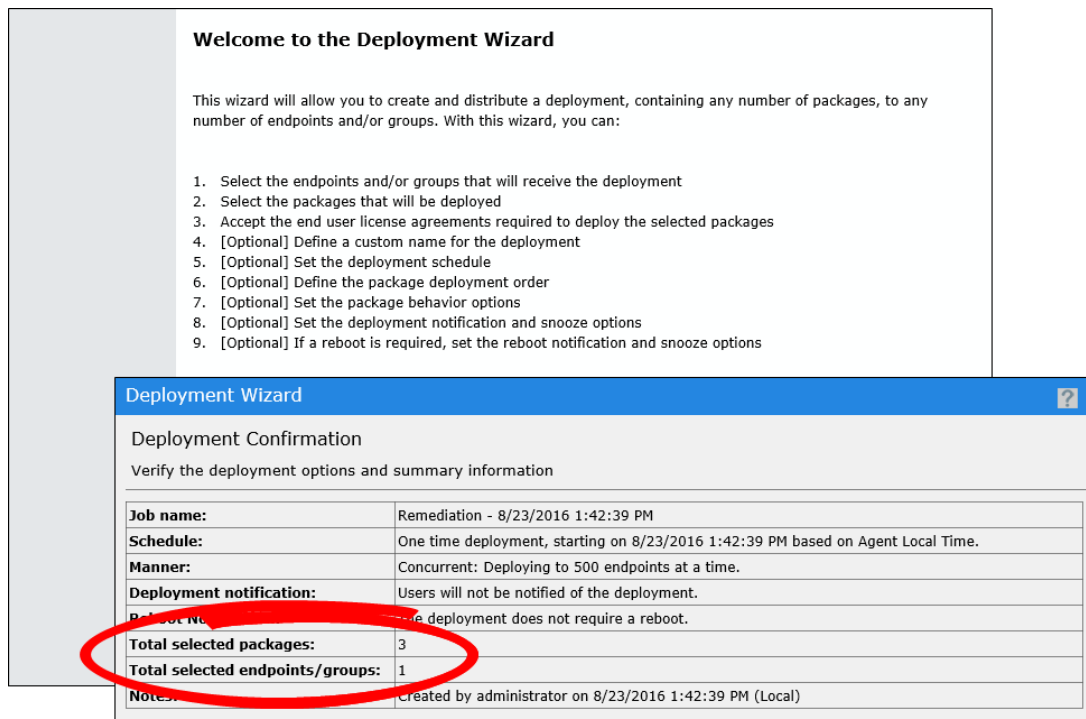 Welcome to the Deployment Wizard
This wizard will allow you to create and distribute a deployment, containing any number of packages, to any
number of endpoints and/or groups. With this wizard, you can:
1. Select the endpoints and/or groups that will receive the deployment
2. Select the packages that will be deployed
3. Accept the end user license agreements required to deploy the selected packages
4. [Optional] Define a custom name for the deployment
5. [Optional] Set the deployment schedule
6. [Optional] Define the package deployment order
7. [Optional] Set the package behavior options
8. [Optional] Set the deployment notification and snooze options
9. [Optional] If a reboot is required, set the reboot notification and snooze options
Deployment Wizard ?
Deployment Confirmation
Verify the deployment options and summary information
Job name: Remediation - 8/23/2016 1:42:39 PM
Schedule: One time deployment, starting on 8/23/2016 1:42:39 PM based on Agent Local Time.
Manner: Concurrent: Deploying to 500 endpoints at a time.
Deployment notification: Users will not be notified of the deployment.
Reboot deployment does not require a reboot.
Total selected packages: 3
Total selected endpoints/groups: 1
Notes: Created by administrator on 8/23/2016 1:42:39 PM (Local)